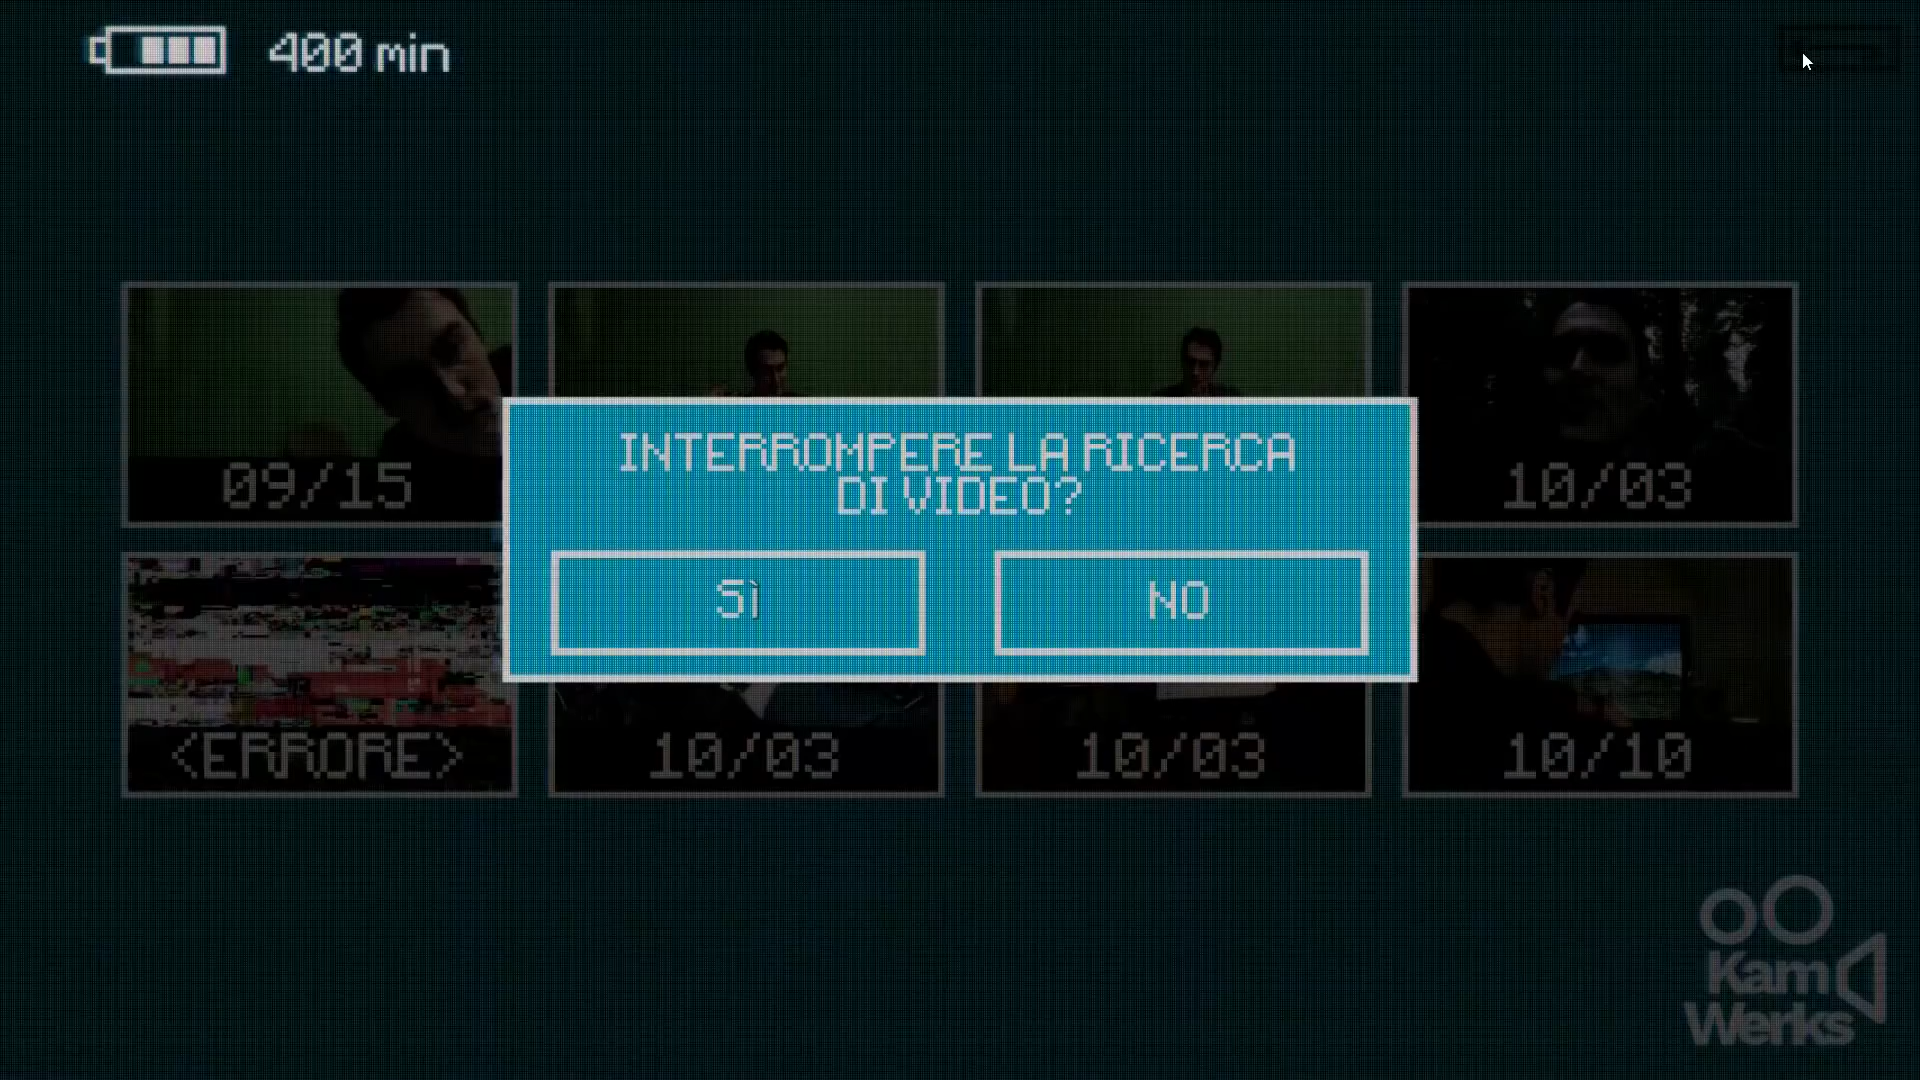 400 min
09/15
10/03
INTERROMPERE LA RICERCA
DI VIDEO?
SÌ
NO
<ERRORE>
10/03
10/03
10/10
Kam
Werks